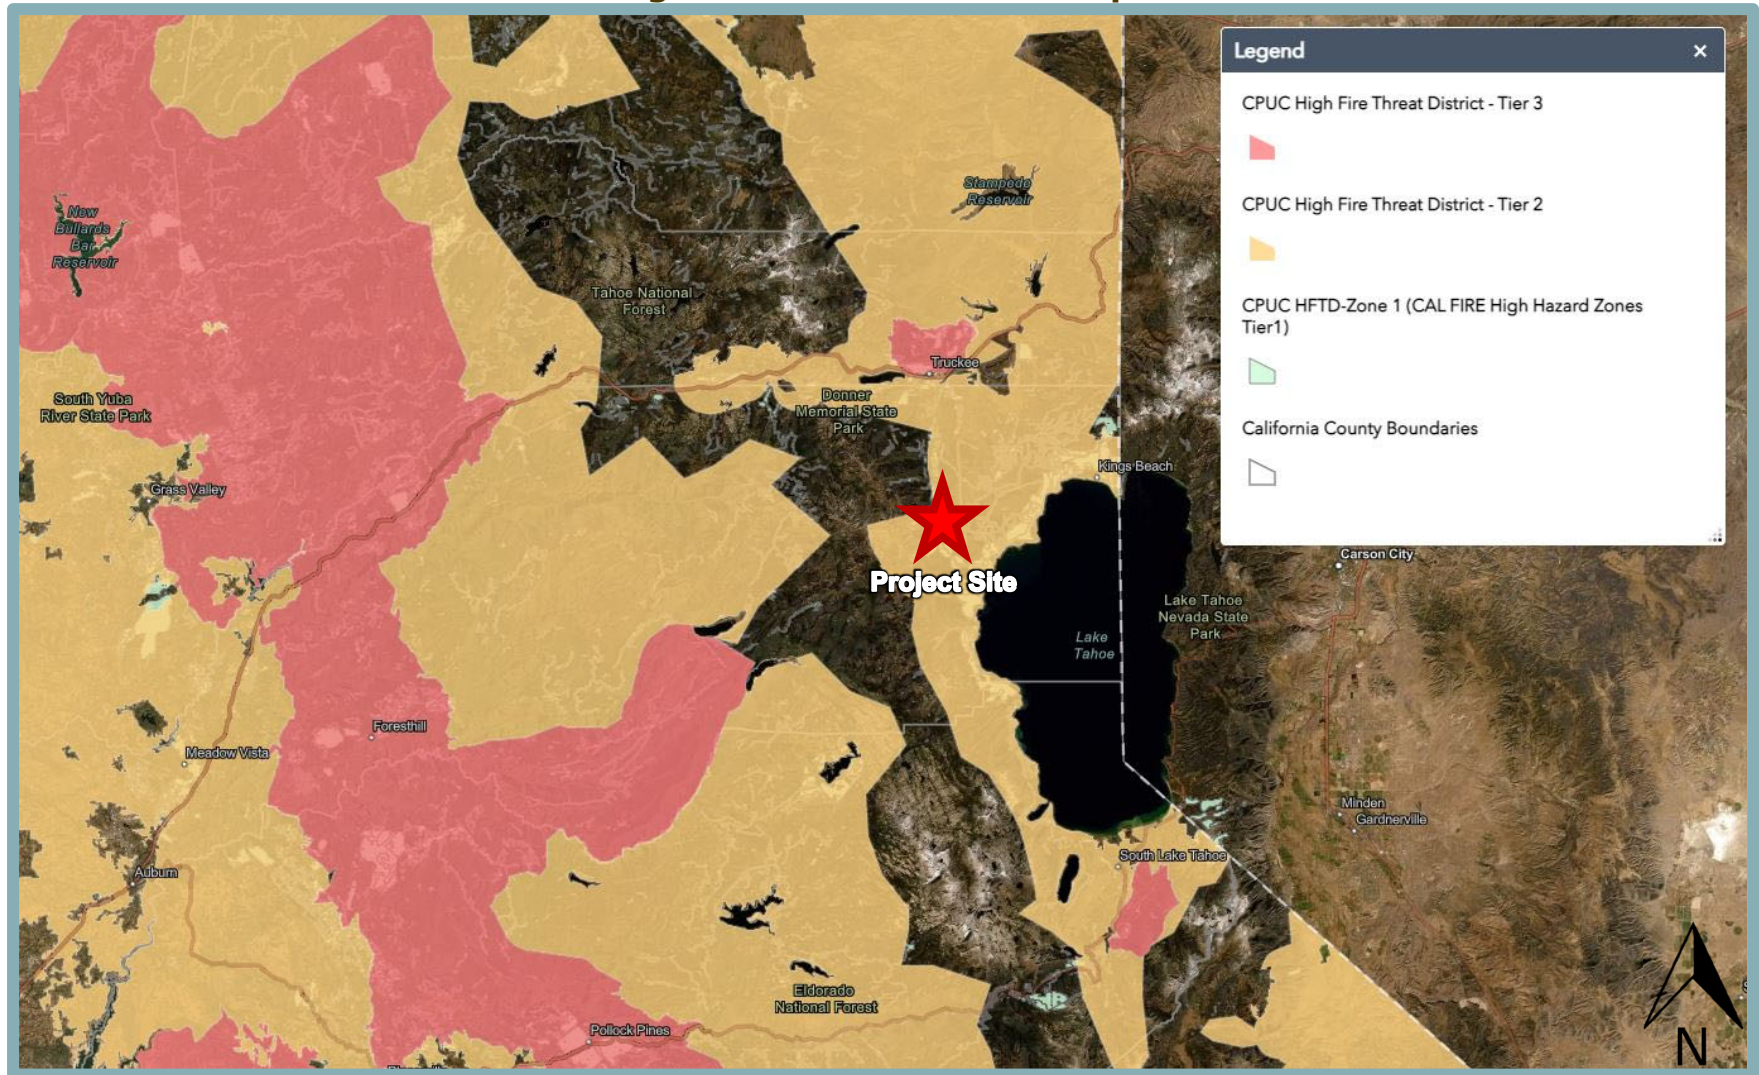 Legend
×
CPUC High Fire Threat District - Tier 3
CPUC High Fire Threat District - Tier 2
CPUC HFTD-Zone 1 (CAL FIRE High Hazard Zones
Tier1)
California County Boundaries
Stampede
Reservoir
New
Bullards
Bar
Reservoir
Tahoe National
Forest
Truckee
Donner
Memorial State
Park
South Yuba
River State Park
Kings Beach
Grass Valley
Project Site
Carson City
Lake Tahoe
Nevada State
Park
Lake
Tahoe
Foresthill
Meadow Vista
Minden
Gardnerville
South Lake Tahoe
Auburn
Eldorado
National Forest
Pollock Pines
N